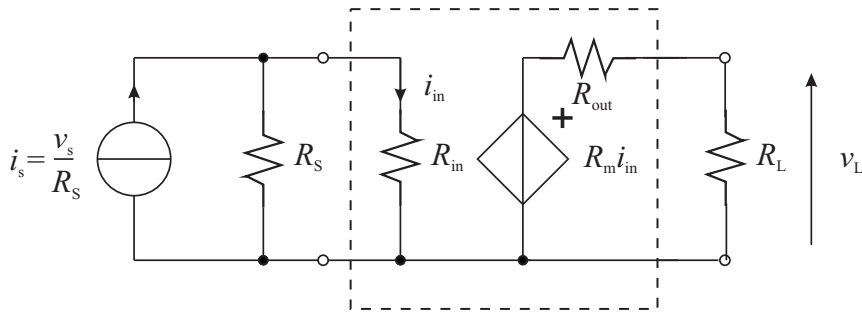 i_s = v_s / R_S
R_S
i_in
R_in
+
R_m i_in
R_out
R_L
v_L